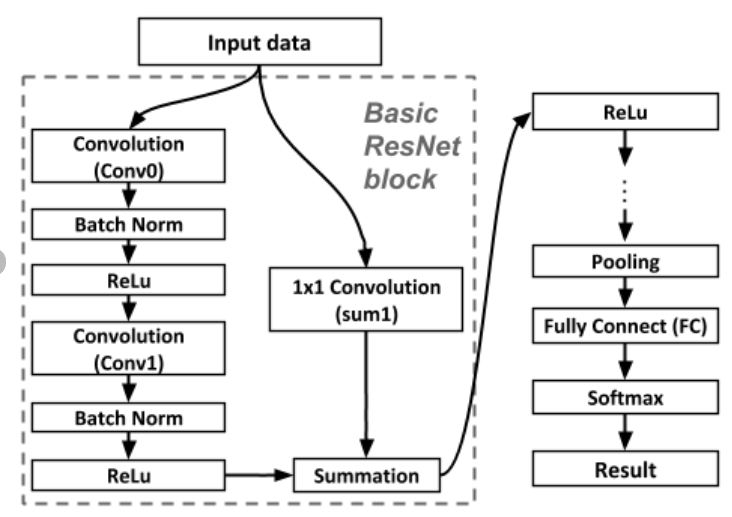 Input data
Basic
ResNet
block
Convolution
(Conv0)
Batch Norm
ReLu
Convolution
(Conv1)
Batch Norm
ReLu
1x1 Convolution
(sum1)
Summation
ReLu
Pooling
Fully Connect (FC)
Softmax
Result